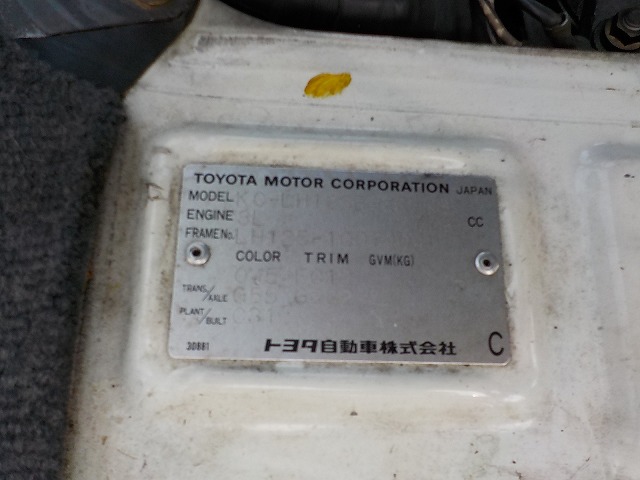 TOYOTA MOTOR CORPORATION JAPAN
MODEL
ENGINE CC
FRAME No.
COLOR TRIM GVM(KG)
TRANS/AXLE
PLANT/BUILT
30881 トヨタ自動車株式会社 C